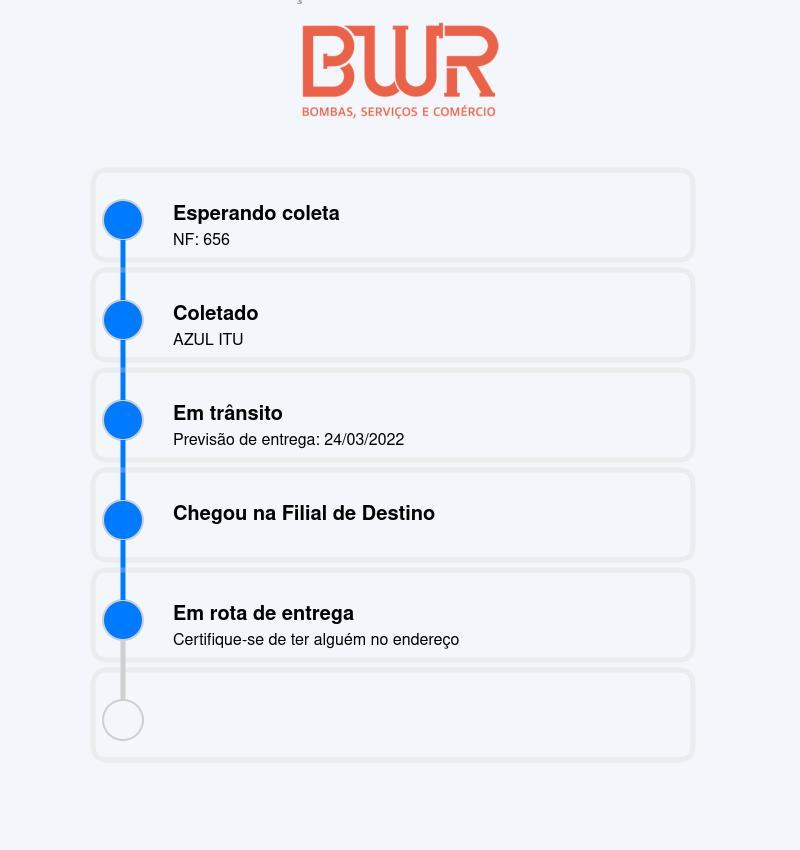 BWR
BOMBAS, SERVIÇOS E COMÉRCIO
Esperando coleta
NF: 656
Coletado
AZUL ITU
Em trânsito
Previsão de entrega: 24/03/2022
Chegou na Filial de Destino
Em rota de entrega
Certifique-se de ter alguém no endereço